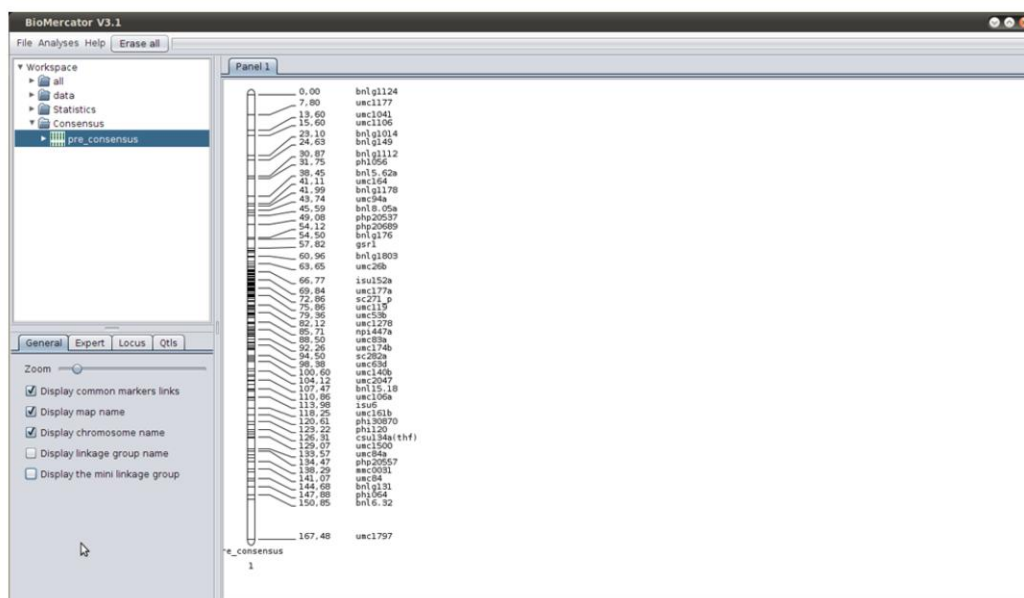 BioMercator V3.1
File Analyses Help Erase all
Workspace
all
data
Statistics
Consensus
pre_consensus
General Expert Locus Qtls
Zoom
Display common markers links
Display map name
Display chromosome name
Display linkage group name
Display the mini linkage group
Panel 1
0,00 bnlg1124
7,80 umc1177
13,60 umc1041
15,60 umc1106
23,10 bnlg1014
24,63 bnlg149
30,87 bnlg1112
31,75 ph1056
38,45 bnl5.62a
41,11 umc164
41,99 bnlg1178
43,74 umc94a
45,59 bnl8.05a
49,08 php20537
54,12 php20689
54,50 bnlg176
57,82 gsr1
60,96 bnlg1803
63,65 umc26b
66,77 isu152a
69,84 umc177a
72,86 sc271_p
75,86 umc119
79,36 umc53b
82,12 umc1278
85,71 npi447a
88,50 umc83a
92,26 umc174b
94,50 sc282a
98,38 umc63d
100,60 umc140b
104,12 umc2047
107,47 bnl15.18
110,86 umc106a
113,98 isu6
118,25 umc161b
120,61 phi30870
123,22 phi120
126,31 csu134a(thf)
129,07 umc1500
133,57 umc84a
134,47 php20557
138,29 mmc0031
141,07 umc84
144,68 bnlg131
147,88 phi064
150,85 bnl6.32
167,48 umc1797
re_consensus
1